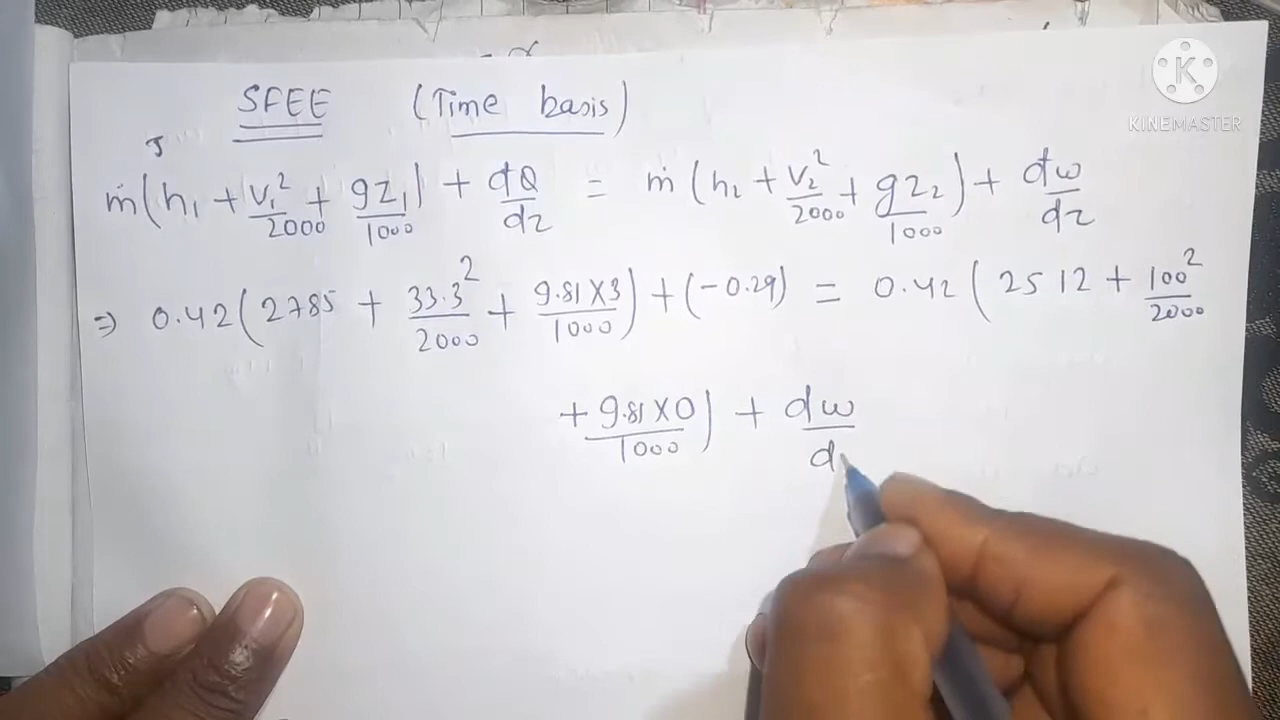 SFEE (Time basis)
ṁ(h₁ + V₁²/2000 + gZ₁/1000) + dQ/dz = ṁ(h₂ + V₂²/2000 + gZ₂/1000) + dw/dz
⇒ 0.42(2785 + 33.3²/2000 + 9.81×3/1000) + (-0.29) = 0.42(2512 + 100²/2000
+ 9.81×0/1000) + dw/d
KINEMASTER